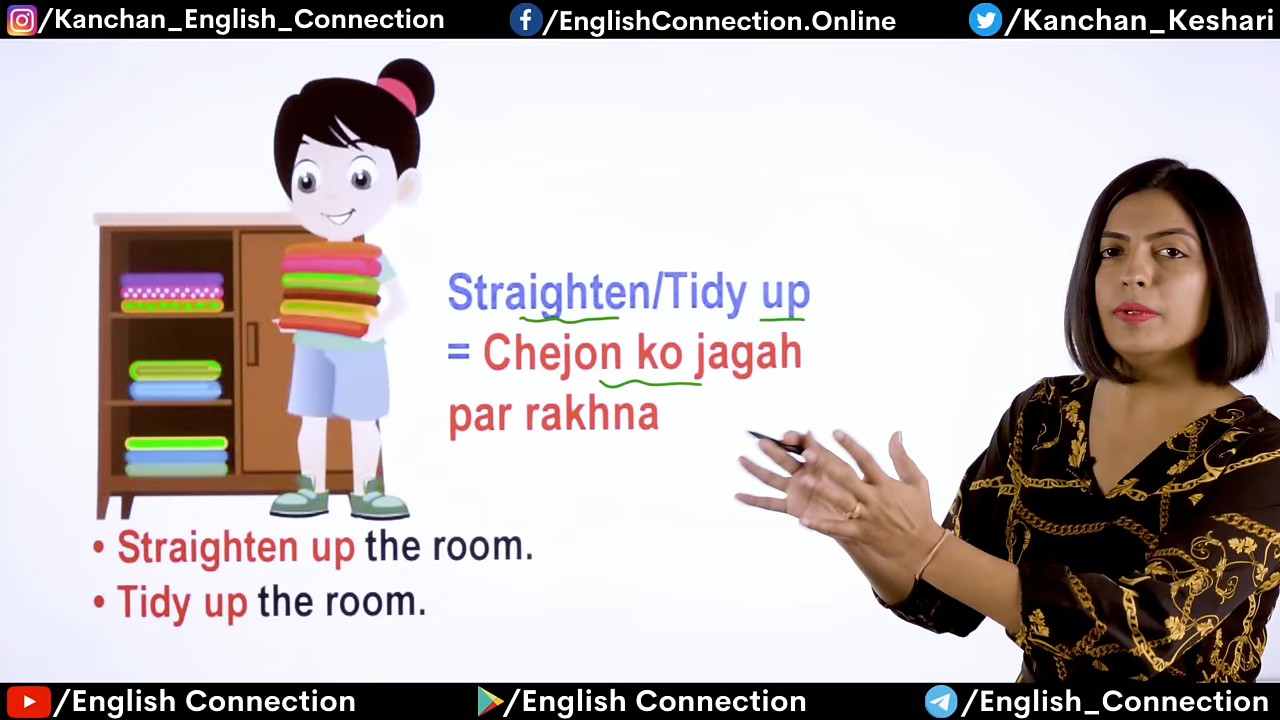 /Kanchan_English_Connection
/EnglishConnection.Online
/Kanchan_Keshari
Straighten/Tidy up
= Chejon ko jagah
par rakhna
• Straighten up the room.
• Tidy up the room.
/English Connection
/English Connection
/English_Connection